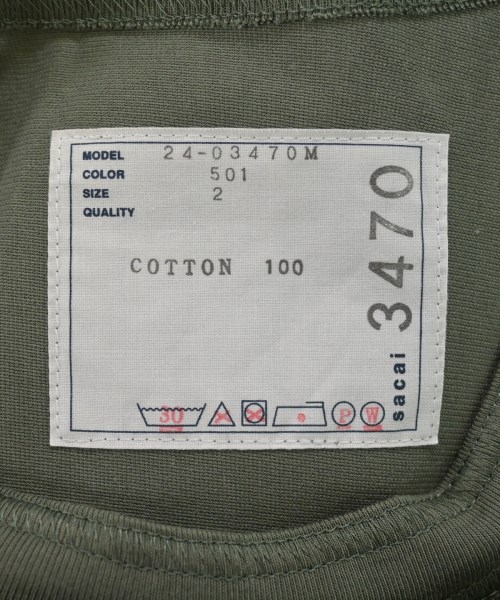 MODEL 24-03470M
COLOR 501
SIZE 2
QUALITY
COTTON 100
30 P W
sacai 3470